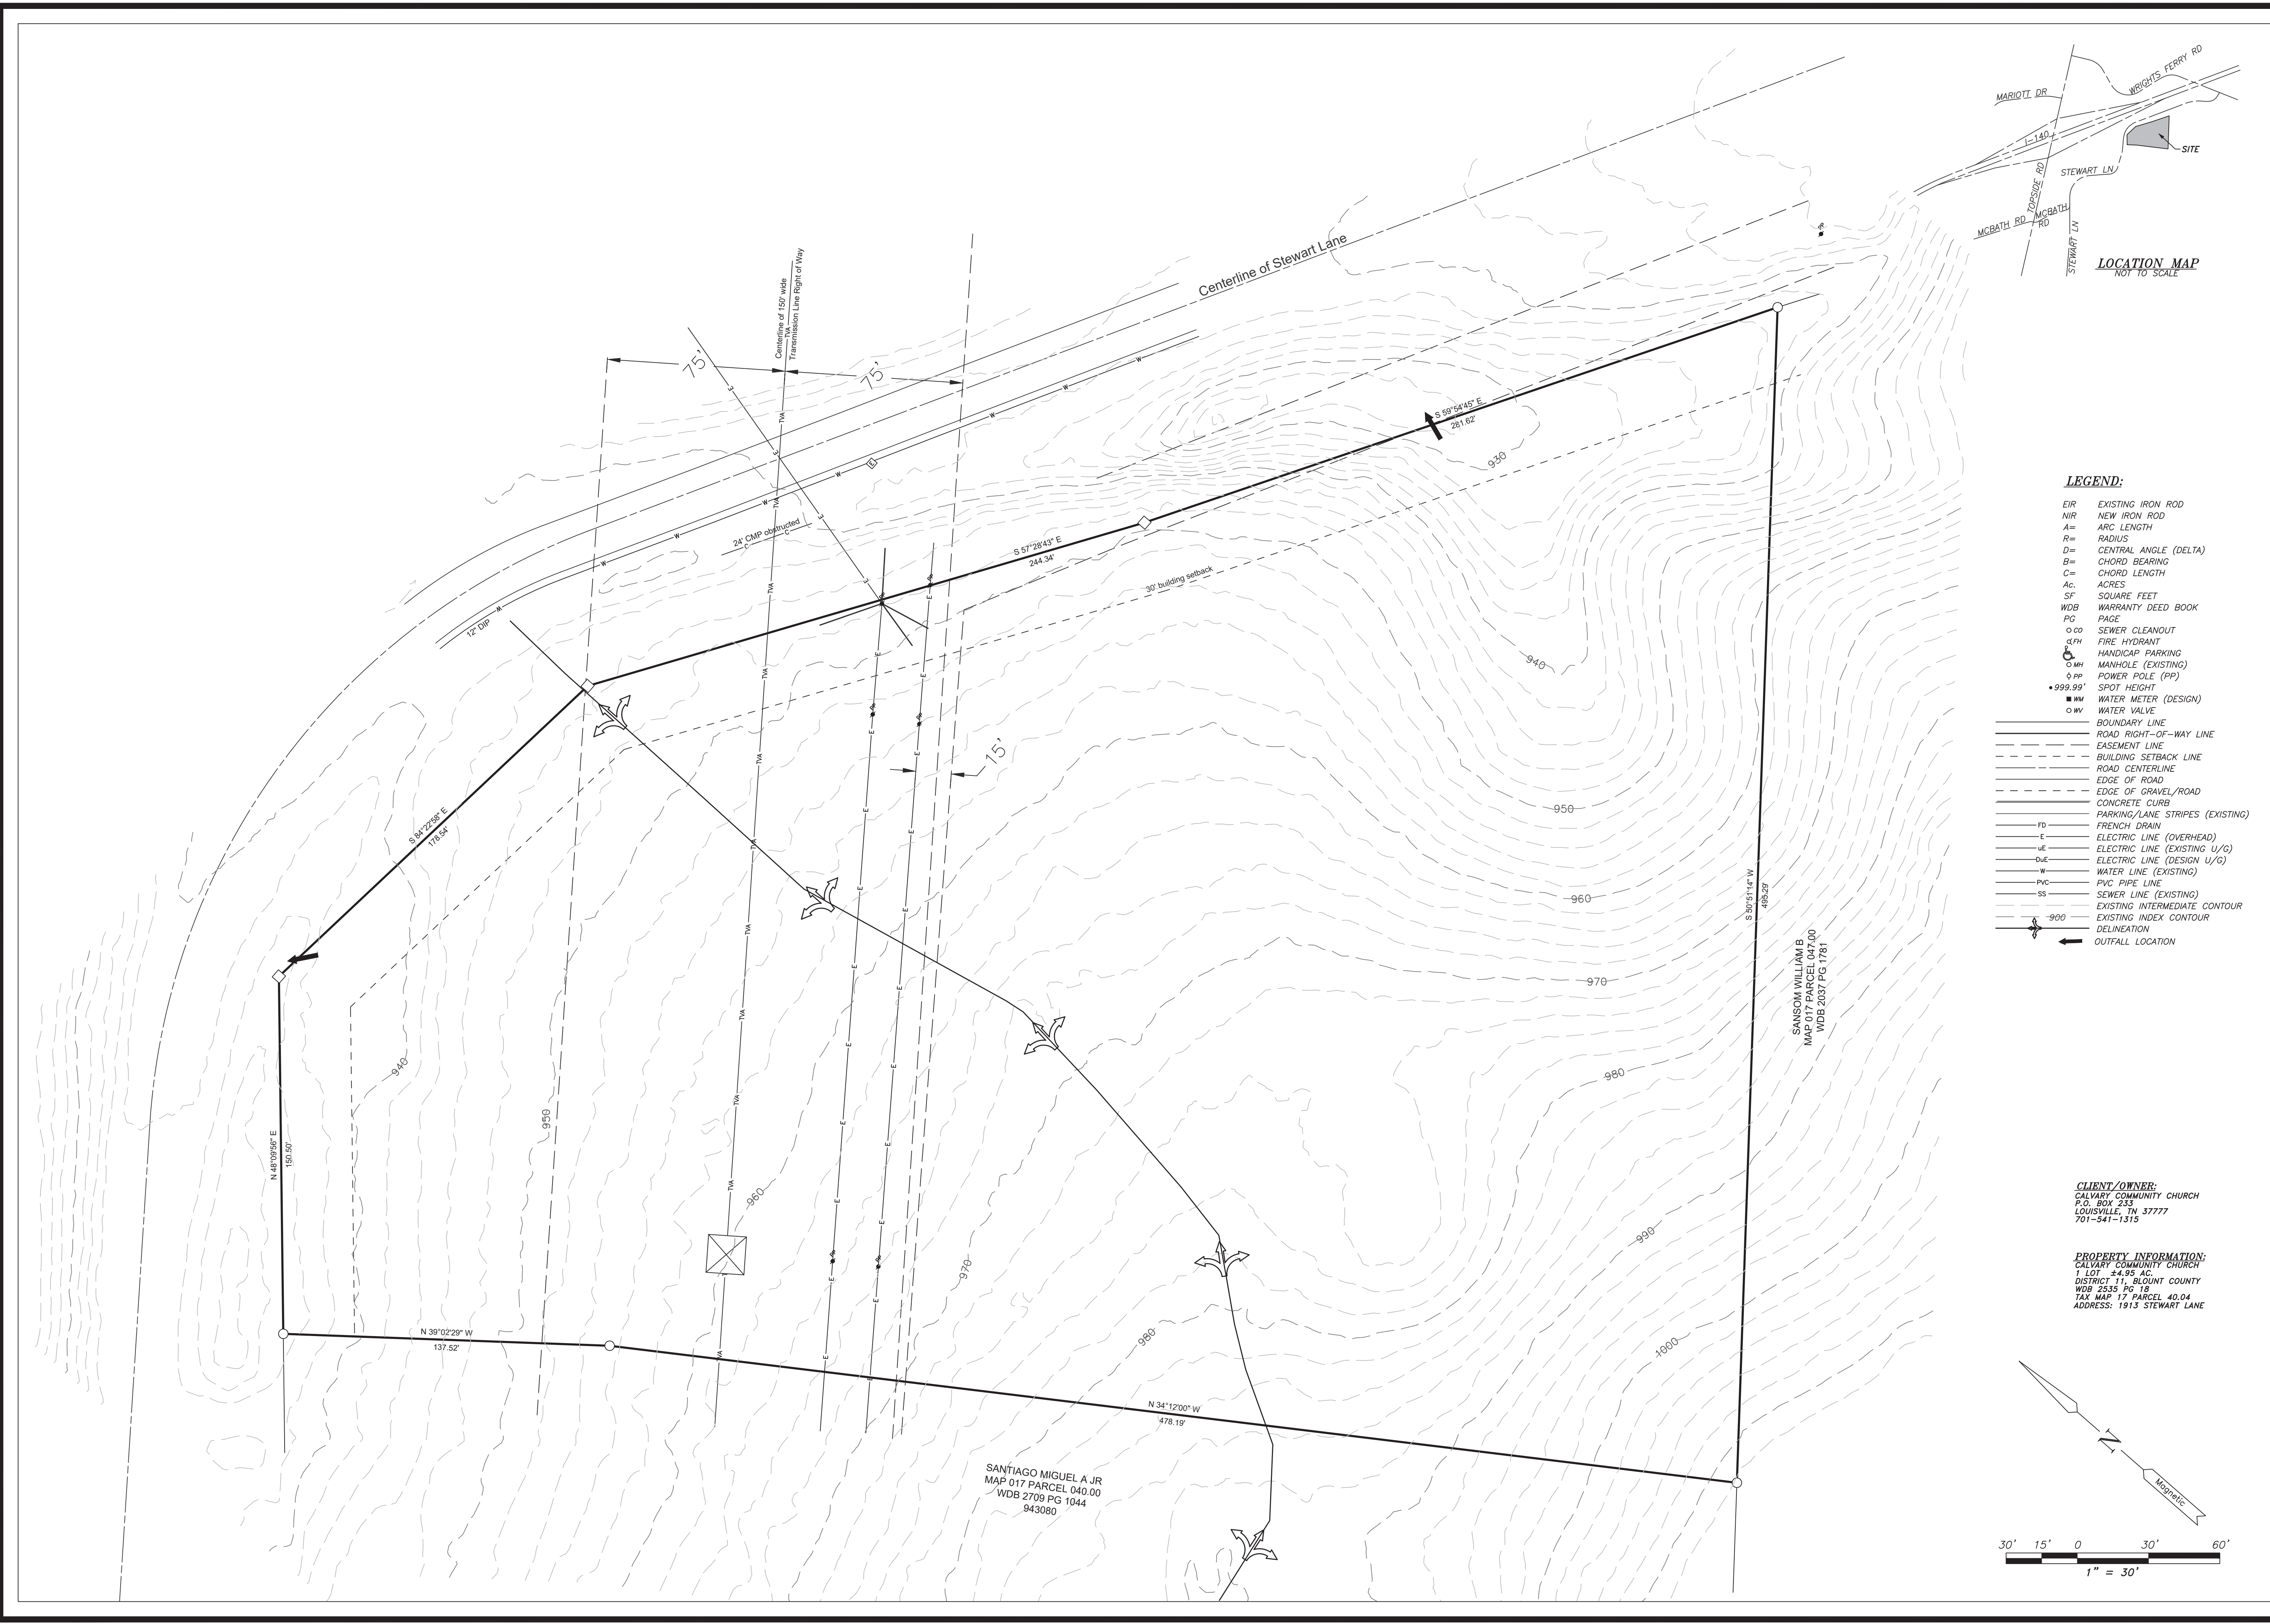 MARIOTT DR
WRIGHTS FERRY RD
I-140
SITE
STEWART LN
TOPSIDE RD
MCBATH RD
MCBATH
RD
STEWART LN
LOCATION MAP
NOT TO SCALE
Centerline of Stewart Lane
Centerline of 150' wide
TVA
Transmission Line Right of Way
75'
75'
24' CMP obstructed
12" DIP
S 59°54'45" E
281.62'
S 57°28'43" E
244.34'
30' building setback
S 84°22'58" E
178.54'
15'
930
940
950
960
970
980
990
1000
940
950
960
970
980
N 48°09'56" E
150.50'
N 39°02'29" W
137.52'
N 34°12'00" W
478.19'
S 50°51'14" W
495.29'
SANSOM WILLIAM B
MAP 017 PARCEL 047.00
WDB 2037 PG 1781
SANTIAGO MIGUEL A JR
MAP 017 PARCEL 040.00
WDB 2709 PG 1044
943080
LEGEND:
EIR EXISTING IRON ROD
NIR NEW IRON ROD
A= ARC LENGTH
R= RADIUS
D= CENTRAL ANGLE (DELTA)
B= CHORD BEARING
C= CHORD LENGTH
Ac. ACRES
SF SQUARE FEET
WDB WARRANTY DEED BOOK
PG PAGE
CO SEWER CLEANOUT
FH FIRE HYDRANT
HANDICAP PARKING
MH MANHOLE (EXISTING)
PP POWER POLE (PP)
999.99' SPOT HEIGHT
WM WATER METER (DESIGN)
WV WATER VALVE
BOUNDARY LINE
ROAD RIGHT-OF-WAY LINE
EASEMENT LINE
BUILDING SETBACK LINE
ROAD CENTERLINE
EDGE OF ROAD
EDGE OF GRAVEL/ROAD
CONCRETE CURB
PARKING/LANE STRIPES (EXISTING)
FD FRENCH DRAIN
E ELECTRIC LINE (OVERHEAD)
uE ELECTRIC LINE (EXISTING U/G)
DuE ELECTRIC LINE (DESIGN U/G)
W WATER LINE (EXISTING)
PVC PVC PIPE LINE
SS SEWER LINE (EXISTING)
EXISTING INTERMEDIATE CONTOUR
900 EXISTING INDEX CONTOUR
DELINEATION
OUTFALL LOCATION
CLIENT/OWNER:
CALVARY COMMUNITY CHURCH
P.O. BOX 233
LOUISVILLE, TN 37777
701-541-1315
PROPERTY INFORMATION:
CALVARY COMMUNITY CHURCH
1 LOT ±4.95 AC.
DISTRICT 11, BLOUNT COUNTY
WDB 2535 PG 18
TAX MAP 17 PARCEL 40.04
ADDRESS: 1913 STEWART LANE
N
Magnetic
30' 15' 0 30' 60'
1" = 30'